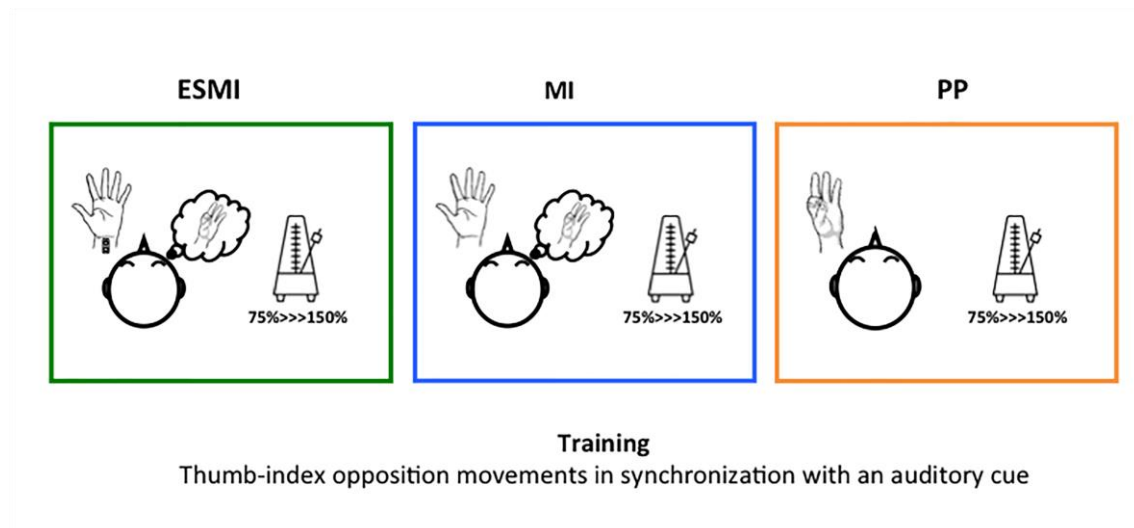 ESMI
MI
PP
75%>>>150%
75%>>>150%
75%>>>150%
Training
Thumb-index opposition movements in synchronization with an auditory cue